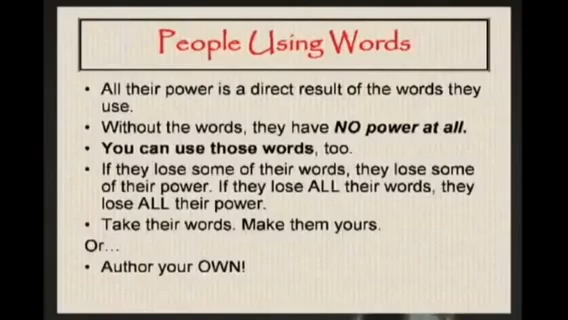 People Using Words
• All their power is a direct result of the words they
use.
• Without the words, they have NO power at all.
• You can use those words, too.
• If they lose some of their words, they lose some
of their power. If they lose ALL their words, they
lose ALL their power.
• Take their words. Make them yours.
Or...
• Author your OWN!